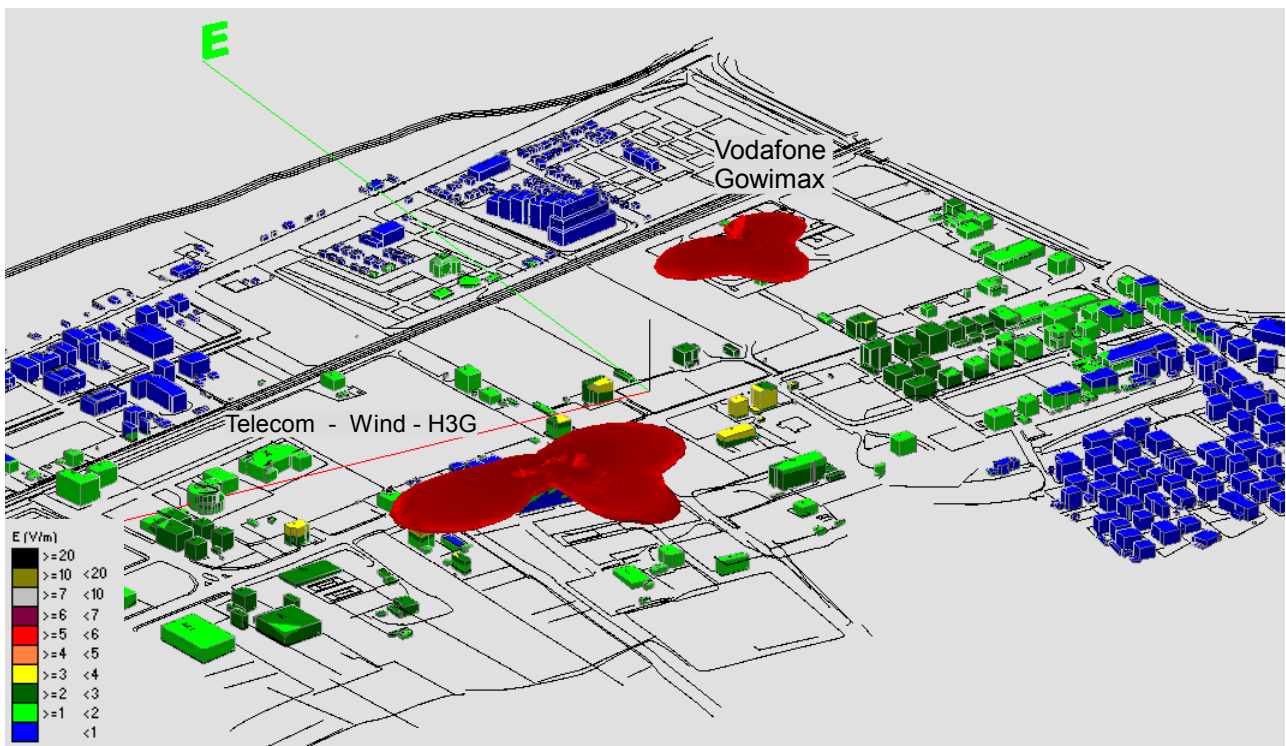 E
Vodafone
Gowimax
Telecom - Wind - H3G
E (V/m)
>=20
>=10 <20
>=7 <10
>=6 <7
>=5 <6
>=4 <5
>=3 <4
>=2 <3
>=1 <2
<1